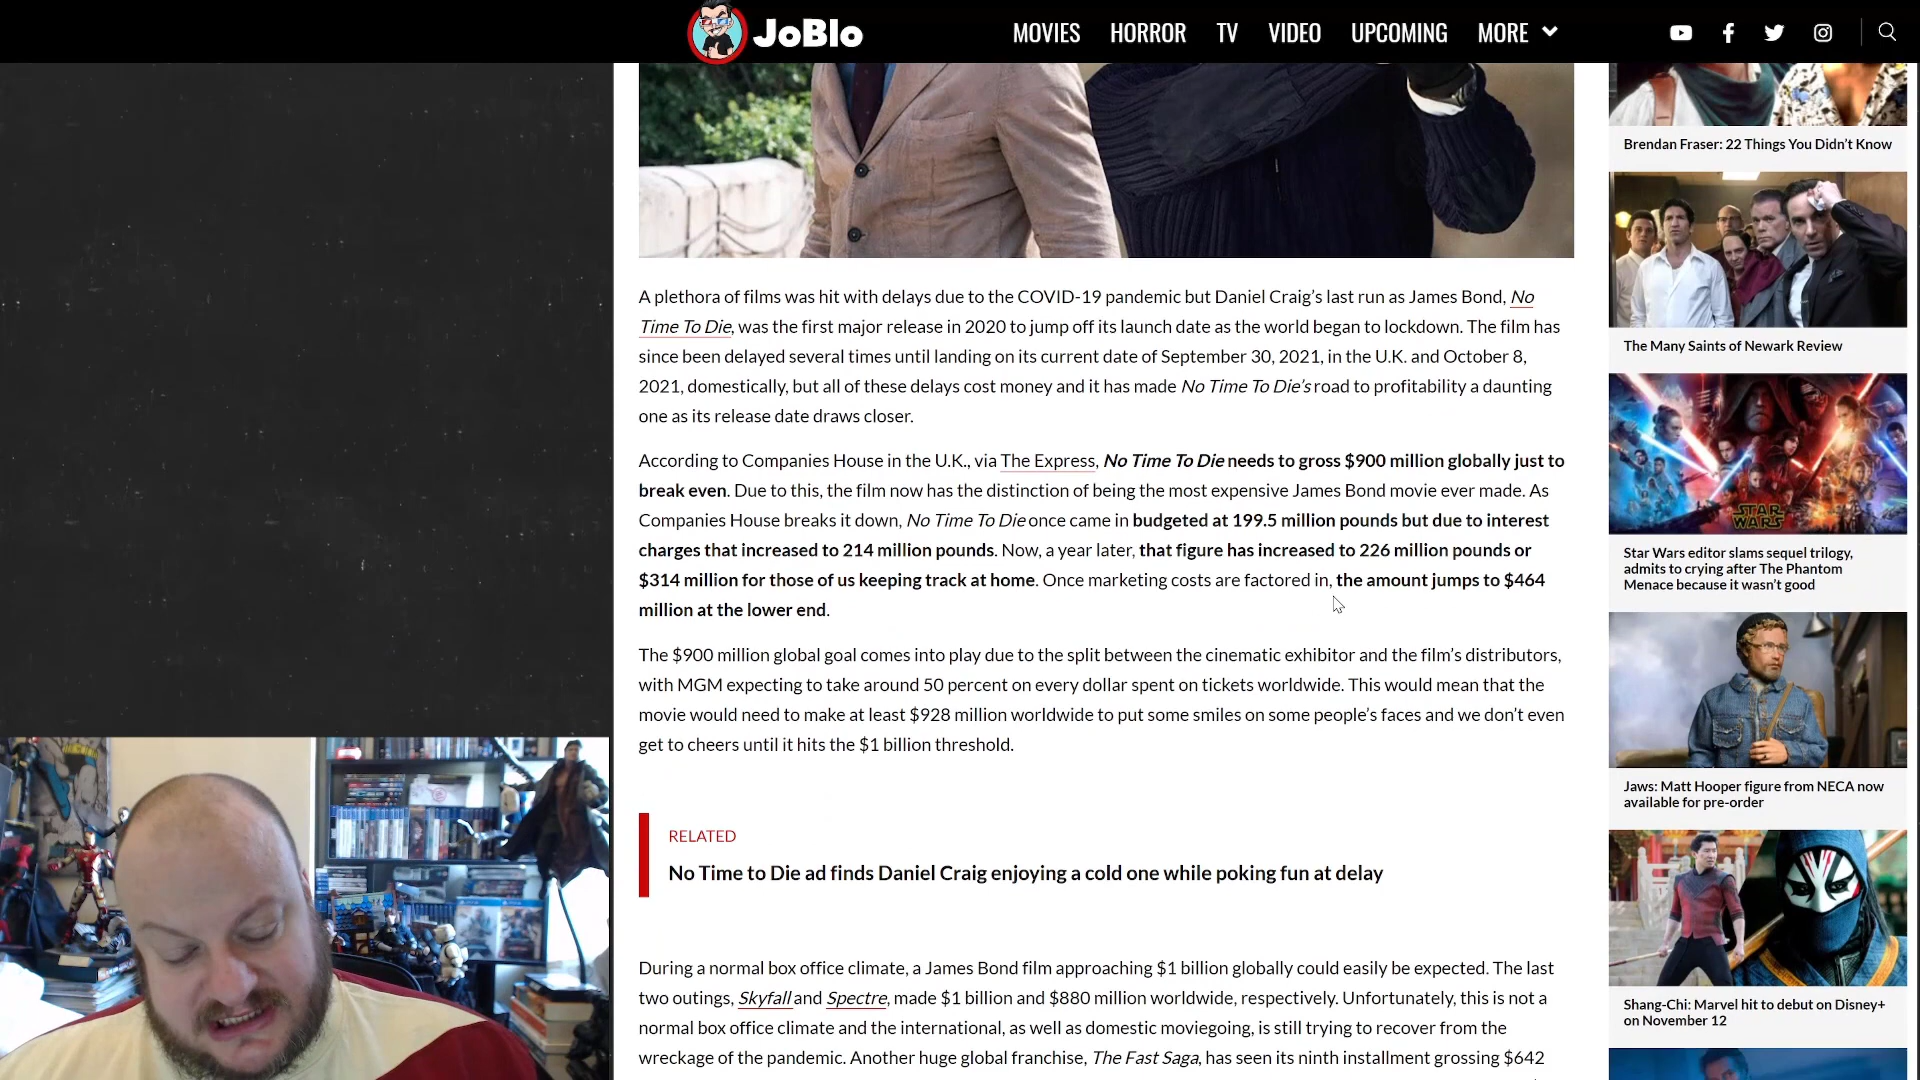 JoBlo
MOVIES HORROR TV VIDEO UPCOMING MORE
A plethora of films was hit with delays due to the COVID-19 pandemic but Daniel Craig's last run as James Bond, No
Time To Die, was the first major release in 2020 to jump off its launch date as the world began to lockdown. The film has
since been delayed several times until landing on its current date of September 30, 2021, in the U.K. and October 8,
2021, domestically, but all of these delays cost money and it has made No Time To Die's road to profitability a daunting
one as its release date draws closer.
According to Companies House in the U.K., via The Express, No Time To Die needs to gross $900 million globally just to
break even. Due to this, the film now has the distinction of being the most expensive James Bond movie ever made. As
Companies House breaks it down, No Time To Die once came in budgeted at 199.5 million pounds but due to interest
charges that increased to 214 million pounds. Now, a year later, that figure has increased to 226 million pounds or
$314 million for those of us keeping track at home. Once marketing costs are factored in, the amount jumps to $464
million at the lower end.
The $900 million global goal comes into play due to the split between the cinematic exhibitor and the film's distributors,
with MGM expecting to take around 50 percent on every dollar spent on tickets worldwide. This would mean that the
movie would need to make at least $928 million worldwide to put some smiles on some people's faces and we don't even
get to cheers until it hits the $1 billion threshold.
RELATED
No Time to Die ad finds Daniel Craig enjoying a cold one while poking fun at delay
During a normal box office climate, a James Bond film approaching $1 billion globally could easily be expected. The last
two outings, Skyfall and Spectre, made $1 billion and $880 million worldwide, respectively. Unfortunately, this is not a
normal box office climate and the international, as well as domestic moviegoing, is still trying to recover from the
wreckage of the pandemic. Another huge global franchise, The Fast Saga, has seen its ninth installment grossing $642
Brendan Fraser: 22 Things You Didn't Know
The Many Saints of Newark Review
STAR
WARS
Star Wars editor slams sequel trilogy,
admits to crying after The Phantom
Menace because it wasn't good
Jaws: Matt Hooper figure from NECA now
available for pre-order
Shang-Chi: Marvel hit to debut on Disney+
on November 12